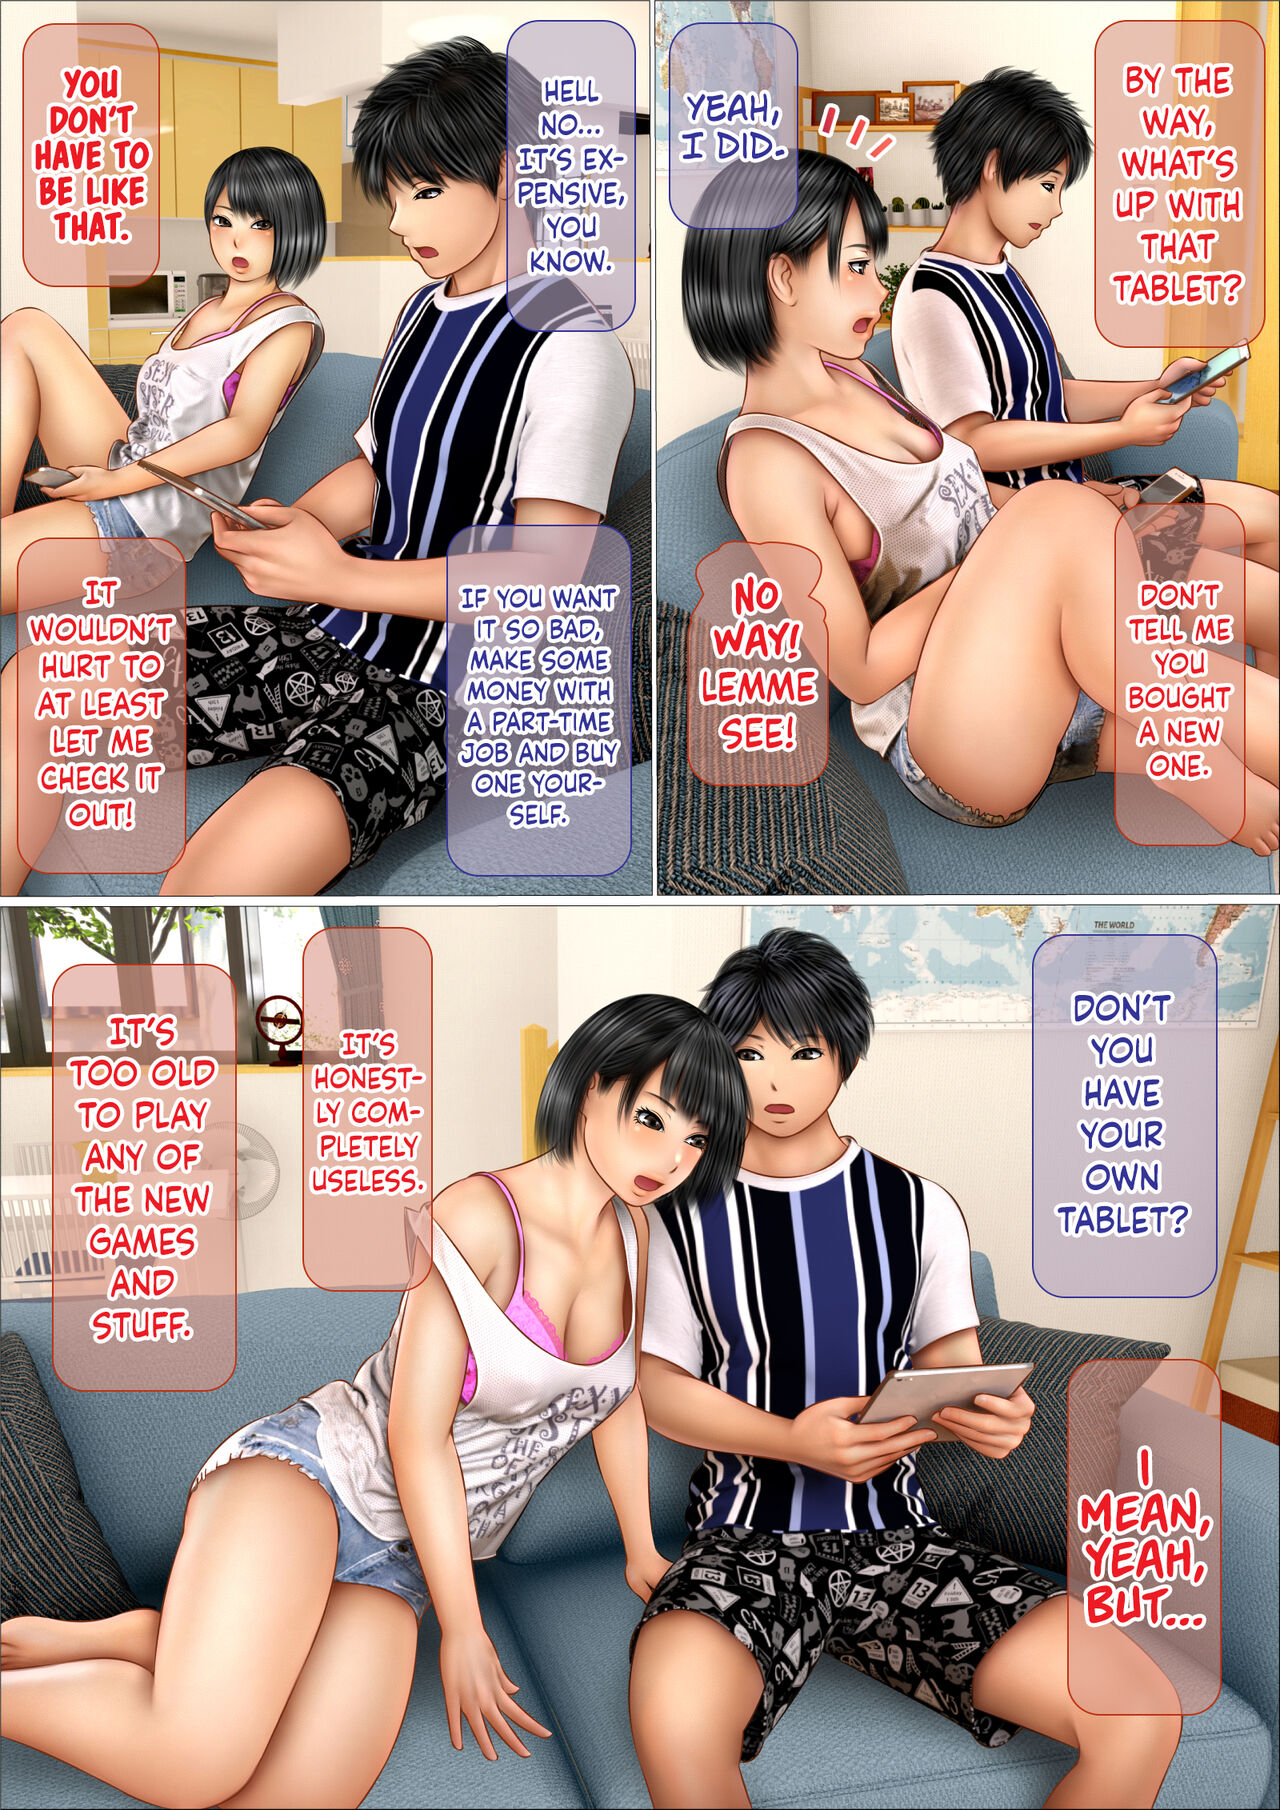 BY THE
WAY,
WHAT'S
UP WITH
THAT
TABLET?
DON'T
TELL ME
YOU
BOUGHT
A NEW
ONE.
YEAH,
I DID.
NO
WAY!
LEMME
SEE!
HELL
NO...
IT'S EX-
PENSIVE,
YOU
KNOW.
IF YOU WANT
IT SO BAD,
MAKE SOME
MONEY WITH
A PART-TIME
JOB AND BUY
ONE YOUR-
SELF.
YOU
DON'T
HAVE TO
BE LIKE
THAT.
IT
WOULDN'T
HURT TO
AT LEAST
LET ME
CHECK IT
OUT!
THE WORLD
DON'T
YOU
HAVE
YOUR
OWN
TABLET?
I
MEAN,
YEAH,
BUT...
IT'S
HONEST-
LY COM-
PLETELY
USELESS.
IT'S
TOO OLD
TO PLAY
ANY OF
THE NEW
GAMES
AND
STUFF.